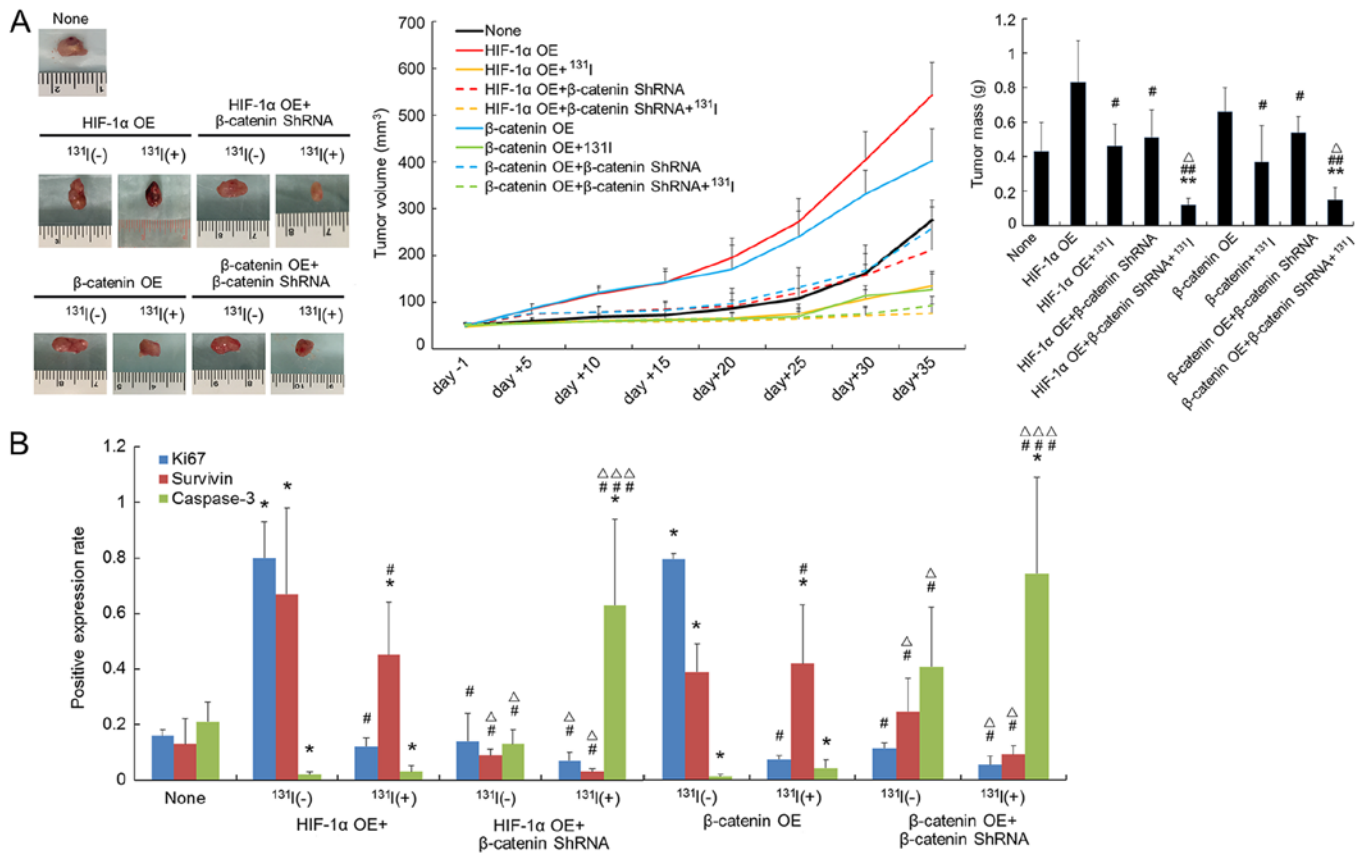 A
None
HIF-1α OE
HIF-1α OE+
β-catenin ShRNA
¹³¹I(-)
¹³¹I(+)
¹³¹I(-)
¹³¹I(+)
β-catenin OE
β-catenin OE+
β-catenin ShRNA
¹³¹I(-)
¹³¹I(+)
¹³¹I(-)
¹³¹I(+)
Tumor volume (mm³)
700
600
500
400
300
200
100
0
None
HIF-1α OE
HIF-1α OE+¹³¹I
HIF-1α OE+β-catenin ShRNA
HIF-1α OE+β-catenin ShRNA+¹³¹I
β-catenin OE
β-catenin OE+131I
β-catenin OE+β-catenin ShRNA
β-catenin OE+β-catenin ShRNA+¹³¹I
day -1
day +5
day +10
day +15
day+20
day+25
day+30
day+35
Tumor mass (g)
1.2
1
0.8
0.6
0.4
0.2
0
#
#
△
##
**
#
#
△
##
**
None
HIF-1α OE
HIF-1α OE+¹³¹I
HIF-1α OE+β-catenin ShRNA
HIF-1α OE+β-catenin ShRNA+¹³¹I
β-catenin OE
β-catenin+¹³¹I
β-catenin OE+β-catenin ShRNA
β-catenin OE+β-catenin ShRNA+¹³¹I
B
Positive expression rate
1.2
1
0.8
0.6
0.4
0.2
0
Ki67
Survivin
Caspase-3
*
*
*
#
#
*
*
#
△
#
△
#
△
#
△
#
△△△
###
*
*
*
*
#
#
*
*
#
△
#
△
#
△
#
△
#
△△△
###
*
None
¹³¹I(-)
¹³¹I(+)
¹³¹I(-)
¹³¹I(+)
¹³¹I(-)
¹³¹I(+)
¹³¹I(-)
¹³¹I(+)
HIF-1α OE+
HIF-1α OE+
β-catenin ShRNA
β-catenin OE
β-catenin OE+
β-catenin ShRNA